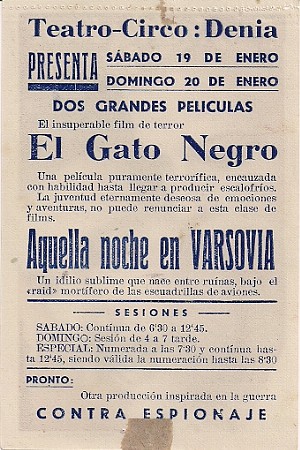 Teatro-Circo : Denia
PRESENTA
SÁBADO 19 DE ENERO
DOMINGO 20 DE ENERO
DOS GRANDES PELICULAS
El insuperable film de terror
El Gato Negro
Una película puramente terrorífica, encauzada
con habilidad hasta llegar a producir escalofríos.
La juventud eternamente deseosa de emociones
y aventuras, no puede renunciar a esta clase de
films.
Aquella noche en VARSOVIA
Un idilio sublime que nace entre ruínas, bajo el
«raid» mortífero de las escuadrillas de aviones.
SESIONES
SABADO: Contínua de 6'30 a 12'45.
DOMINGO: Sesión de 4 a 7 tarde.
ESPECIAL: Numerada a las 7'30 y contínua has-
ta 12'45, siendo válida la numeración hasta las 8'30
PRONTO:
Otra producción inspirada en la guerra
CONTRA ESPIONAJE